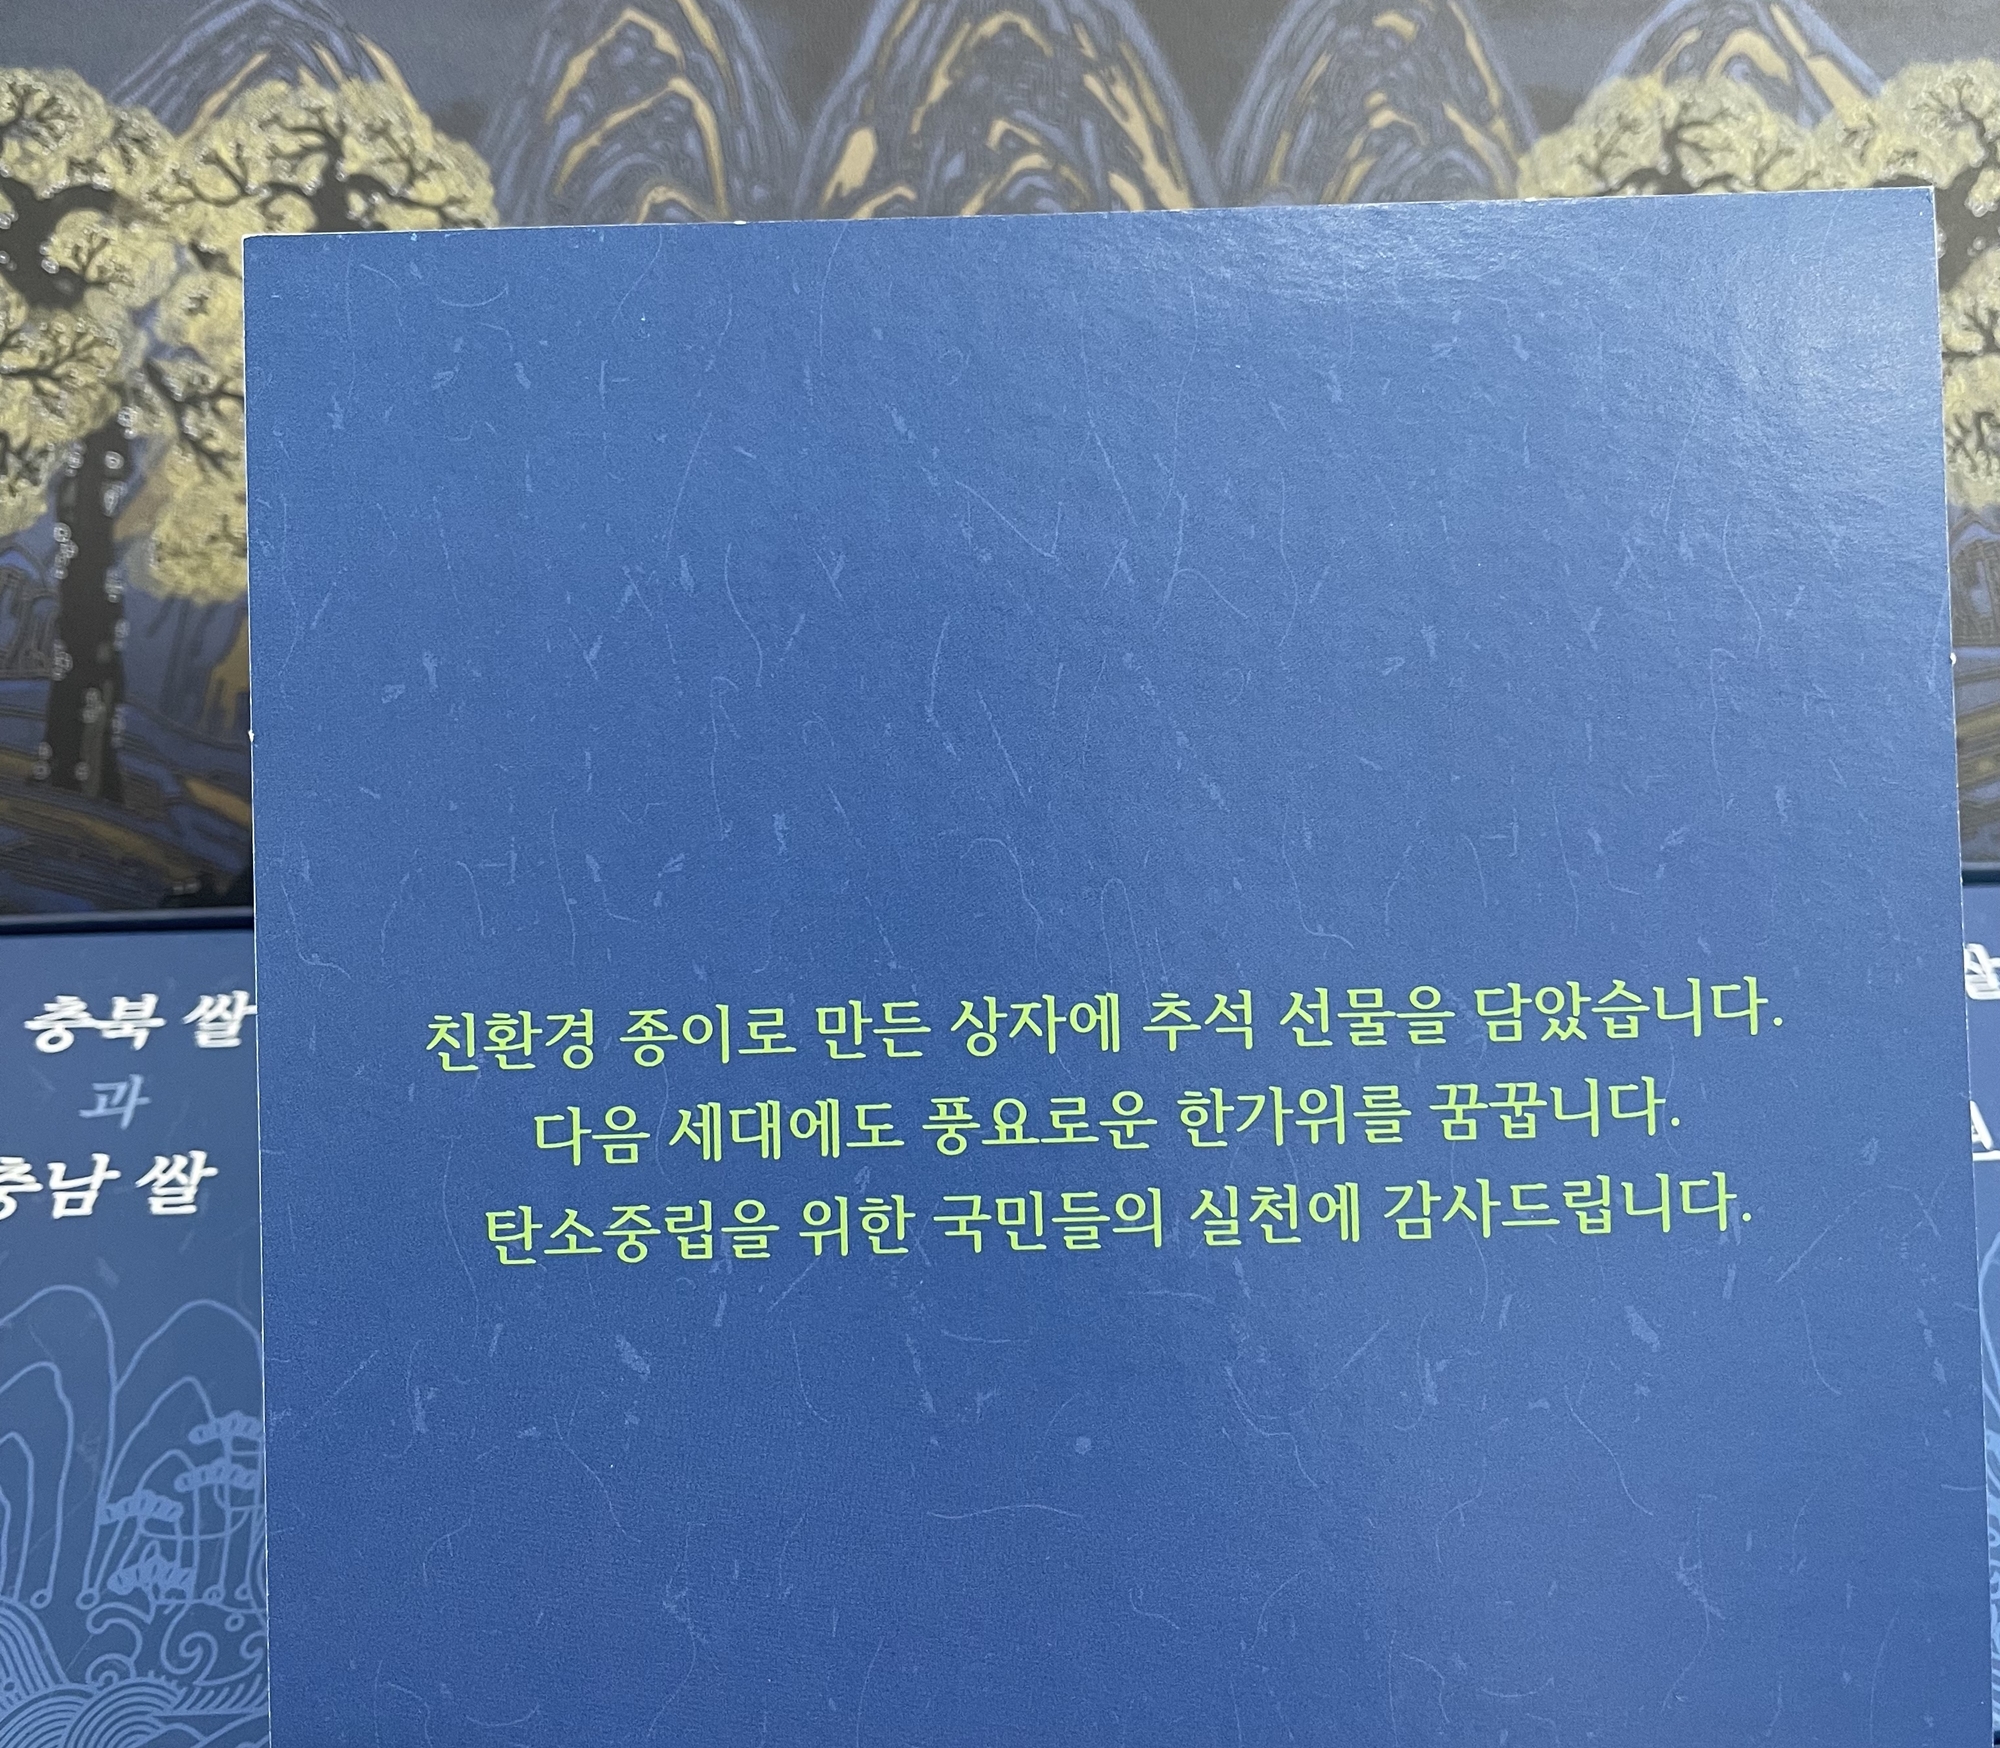 친환경 종이로 만든 상자에 추석 선물을 담았습니다.
다음 세대에도 풍요로운 한가위를 꿈꿉니다.
탄소중립을 위한 국민들의 실천에 감사드립니다.
충북 쌀
과
충남 쌀